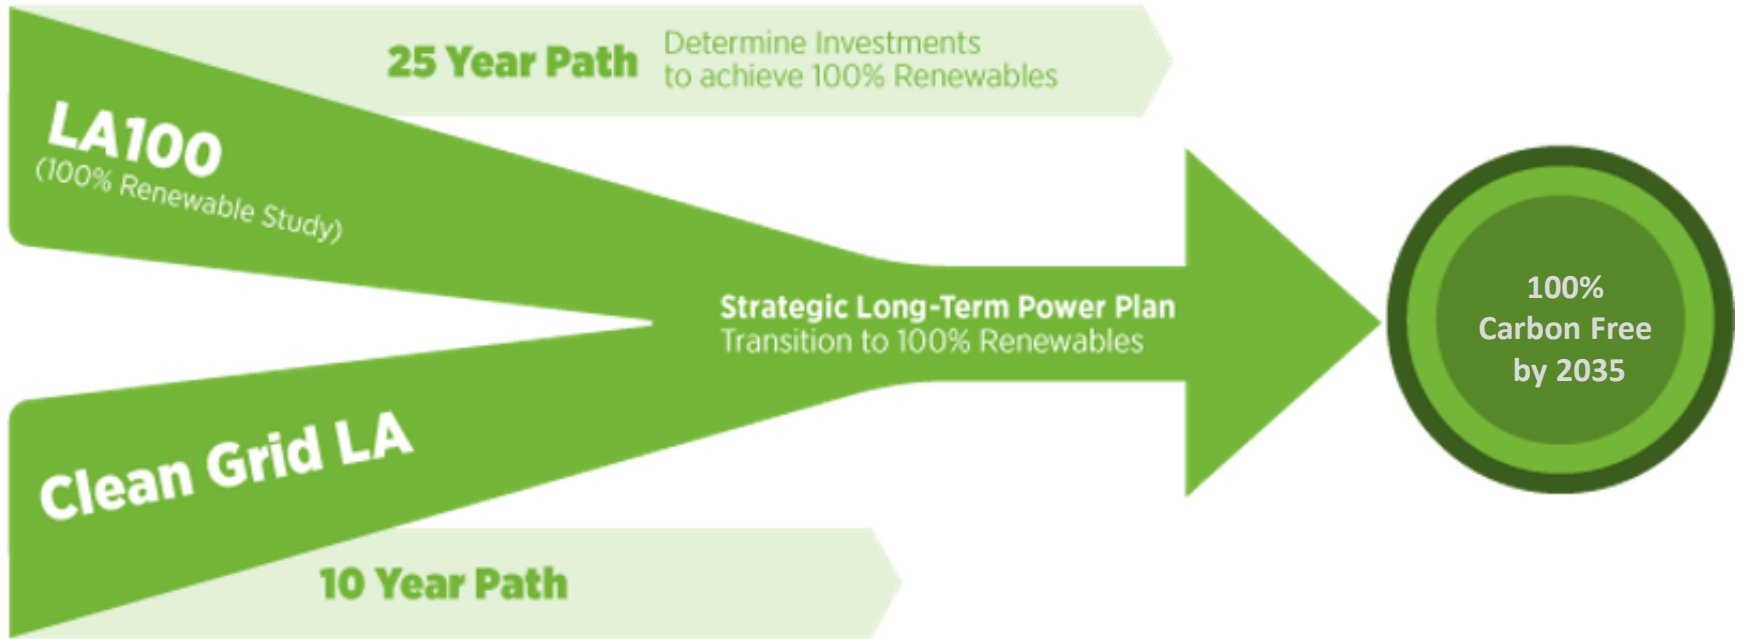 25 Year Path
Determine Investments
to achieve 100% Renewables
LA100
(100% Renewable Study)
Strategic Long-Term Power Plan
Transition to 100% Renewables
100%
Carbon Free
by 2035
Clean Grid LA
10 Year Path